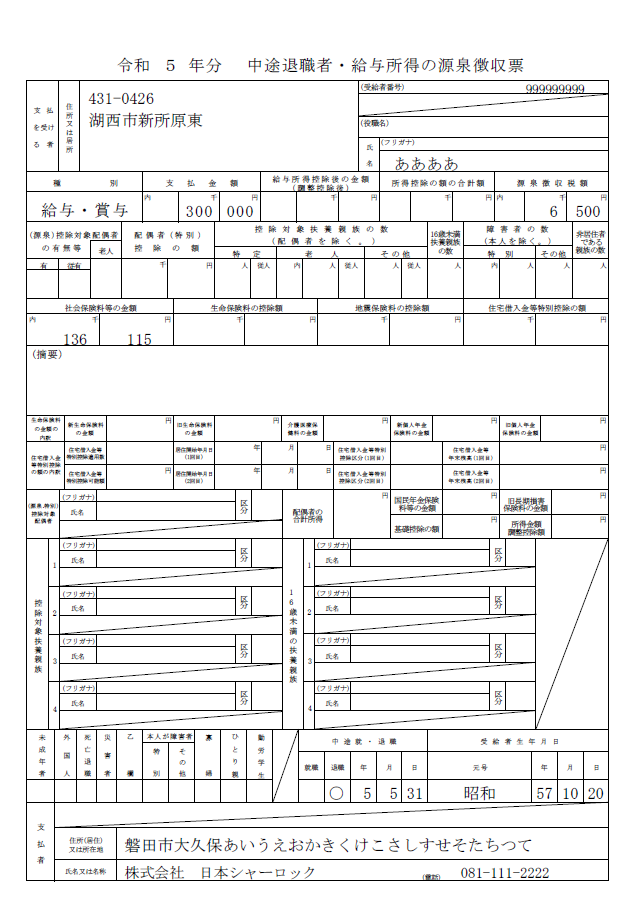 令和 5 年分 中途退職者・給与所得の源泉徴収票
支払を受ける者
住所又は居所
431-0426
湖西市新所原東
(受給者番号) 999999999
(役職名)
氏名
(フリガナ)
ああああ
種別 支払金額 給与所得控除後の金額(調整控除後) 所得控除の額の合計額 源泉徴収税額
給与・賞与 内 千 円 300 000 千 円 千 円 内 千 円 6 500
(源泉)控除対象配偶者の有無等 老人 配偶者(特別)控除の額 控除対象扶養親族の数(配偶者を除く。) 16歳未満扶養親族の数 障害者の数(本人を除く。) 非居住者である親族の数
特定 老人 その他 特別 その他
有 従有 千 円 人 従人 内 人 従人 人 従人 人 内 人 人 人
社会保険料等の金額 生命保険料の控除額 地震保険料の控除額 住宅借入金等特別控除の額
内 千 円 千 円 千 円 千 円
136 115
(摘要)
生命保険料の金額の内訳 新生命保険料の金額 円 旧生命保険料の金額 円 介護医療保険料の金額 円 新個人年金保険料の金額 円 旧個人年金保険料の金額 円
住宅借入金等特別控除の額の内訳 住宅借入金等特別控除適用数 居住開始年月日(1回目) 年 月 日 住宅借入金等特別控除区分(1回目) 住宅借入金等年末残高(1回目) 円
住宅借入金等特別控除可能額 円 居住開始年月日(2回目) 年 月 日 住宅借入金等特別控除区分(2回目) 住宅借入金等年末残高(2回目) 円
(源泉・特別)控除対象配偶者 (フリガナ) 氏名 区分 配偶者の合計所得 円 国民年金保険料等の金額 円 旧長期損害保険料の金額 円
基礎控除の額 円 所得金額調整控除額 円
控除対象扶養親族
1 (フリガナ) 氏名 区分
2 (フリガナ) 氏名 区分
3 (フリガナ) 氏名 区分
4 (フリガナ) 氏名 区分
16歳未満の扶養親族
1 (フリガナ) 氏名 区分
2 (フリガナ) 氏名 区分
3 (フリガナ) 氏名 区分
4 (フリガナ) 氏名 区分
未成年者 外国人 死亡退職 災害者 乙欄 本人が障害者 特別 その他 寡婦 ひとり親 勤労学生 中途就・退職 受給者生年月日
就職 退職 年 月 日 元号 年 月 日
○ 5 5 31 昭和 57 10 20
支払者
住所(居住)又は所在地 磐田市大久保あいうえおかきくけこさしすせそたちつて
氏名又は名称 株式会社 日本シャーロック (電話) 081-111-2222